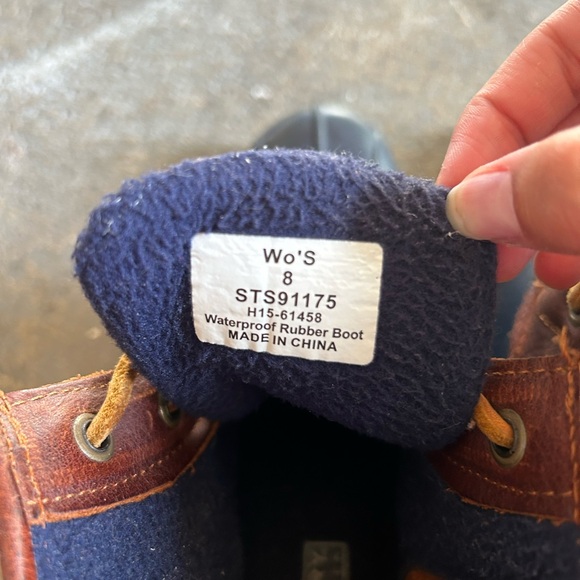 Wo'S
8
STS91175
H15-61458
Waterproof Rubber Boot
MADE IN CHINA